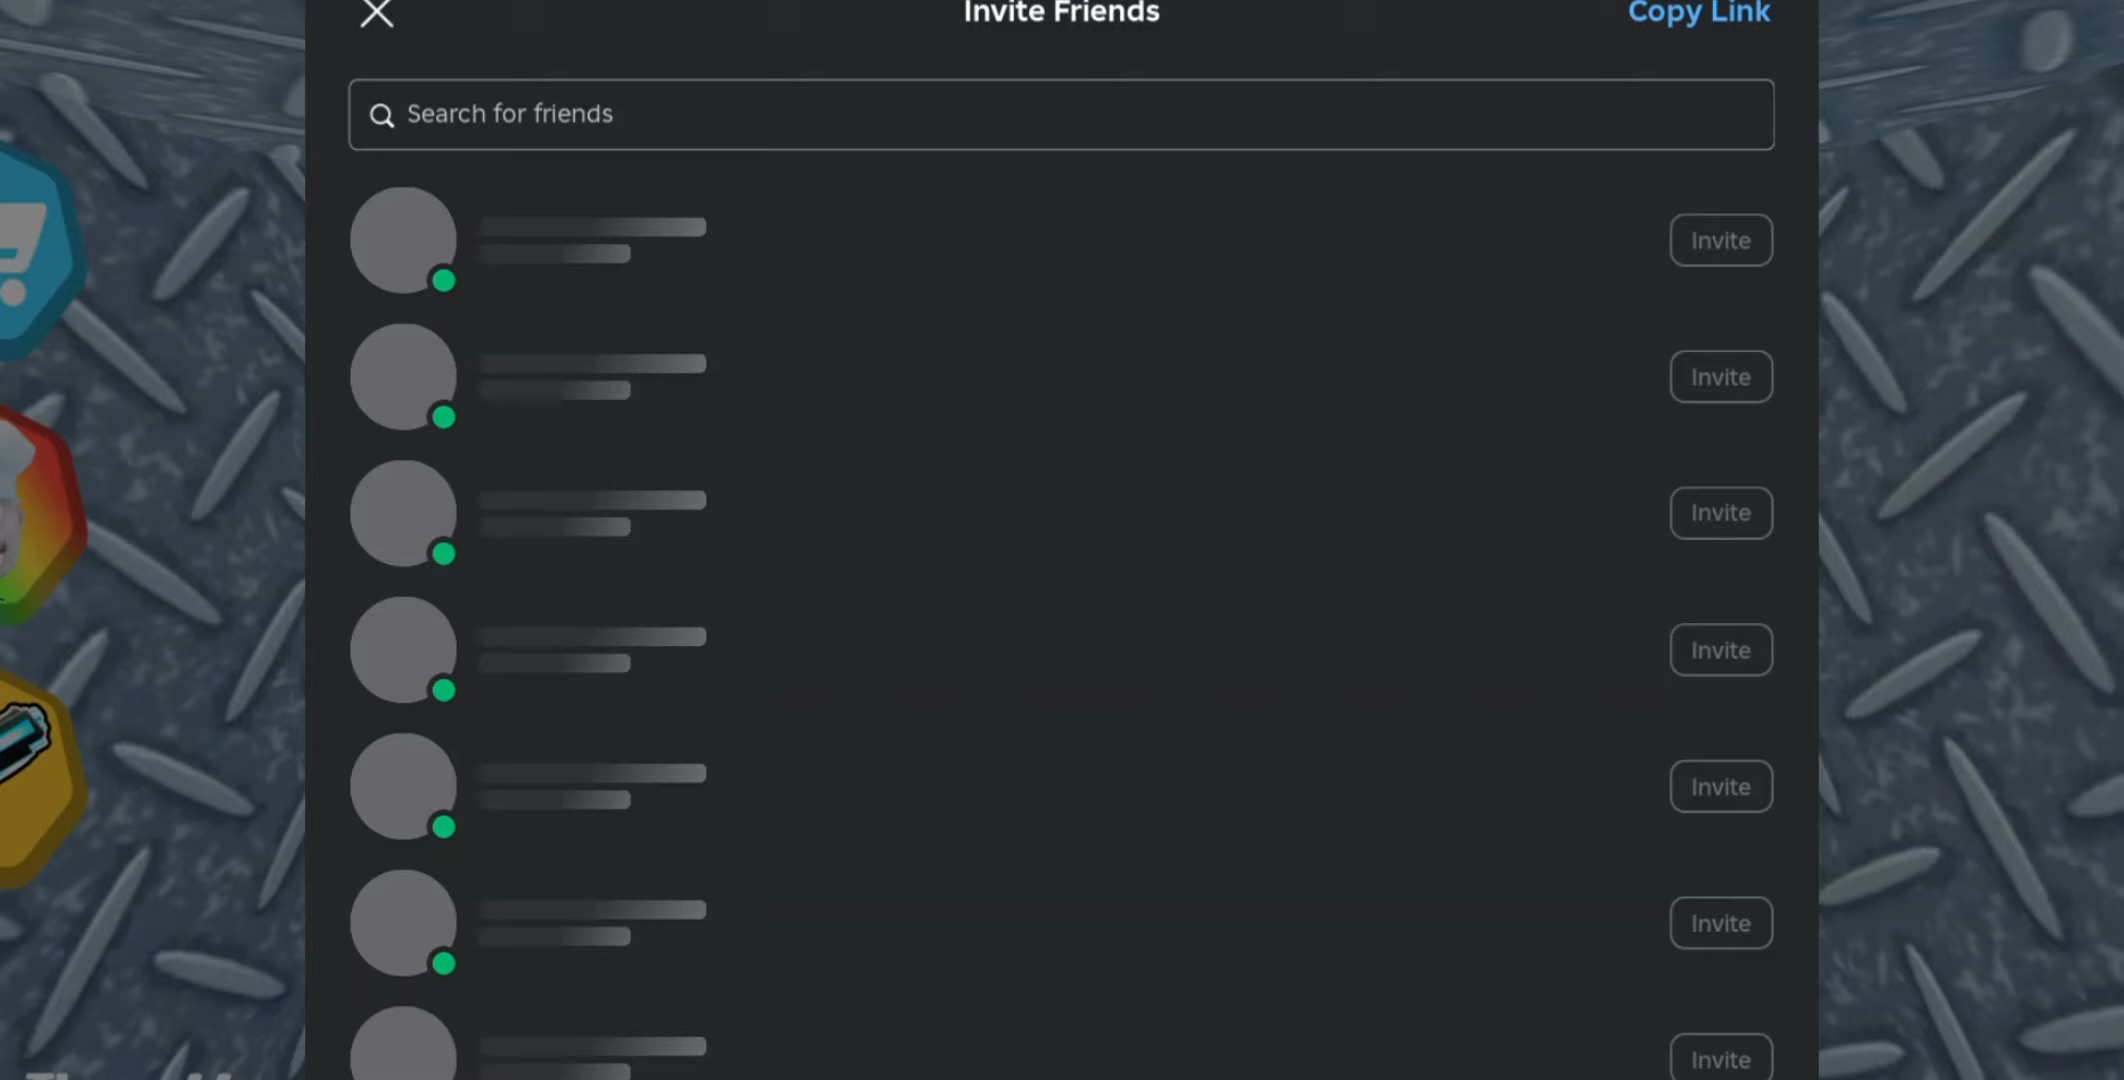 Invite Friends
Copy Link
Search for friends
Invite
Invite
Invite
Invite
Invite
Invite
Invite